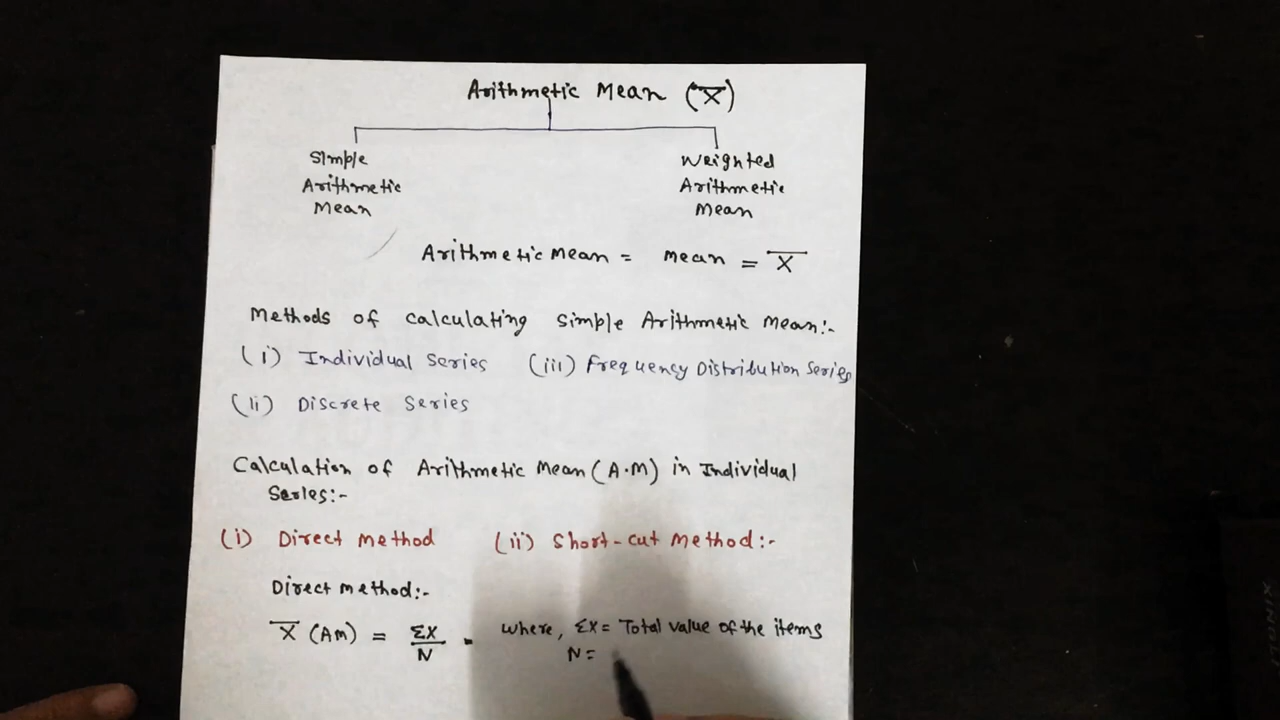 Arithmetic Mean (X̅)
Simple
Arithmetic
Mean
Weighted
Arithmetic
Mean
Arithmetic Mean = Mean = X̅
Methods of calculating Simple Arithmetic Mean:-
(i) Individual Series (iii) Frequency Distribution Series
(ii) Discrete Series
Calculation of Arithmetic Mean (A.M) in Individual
Series:-
(i) Direct Method (ii) Short-cut Method:-
Direct method:-
X̅ (AM) = ΣX/N - where, ΣX = Total value of the items
N =